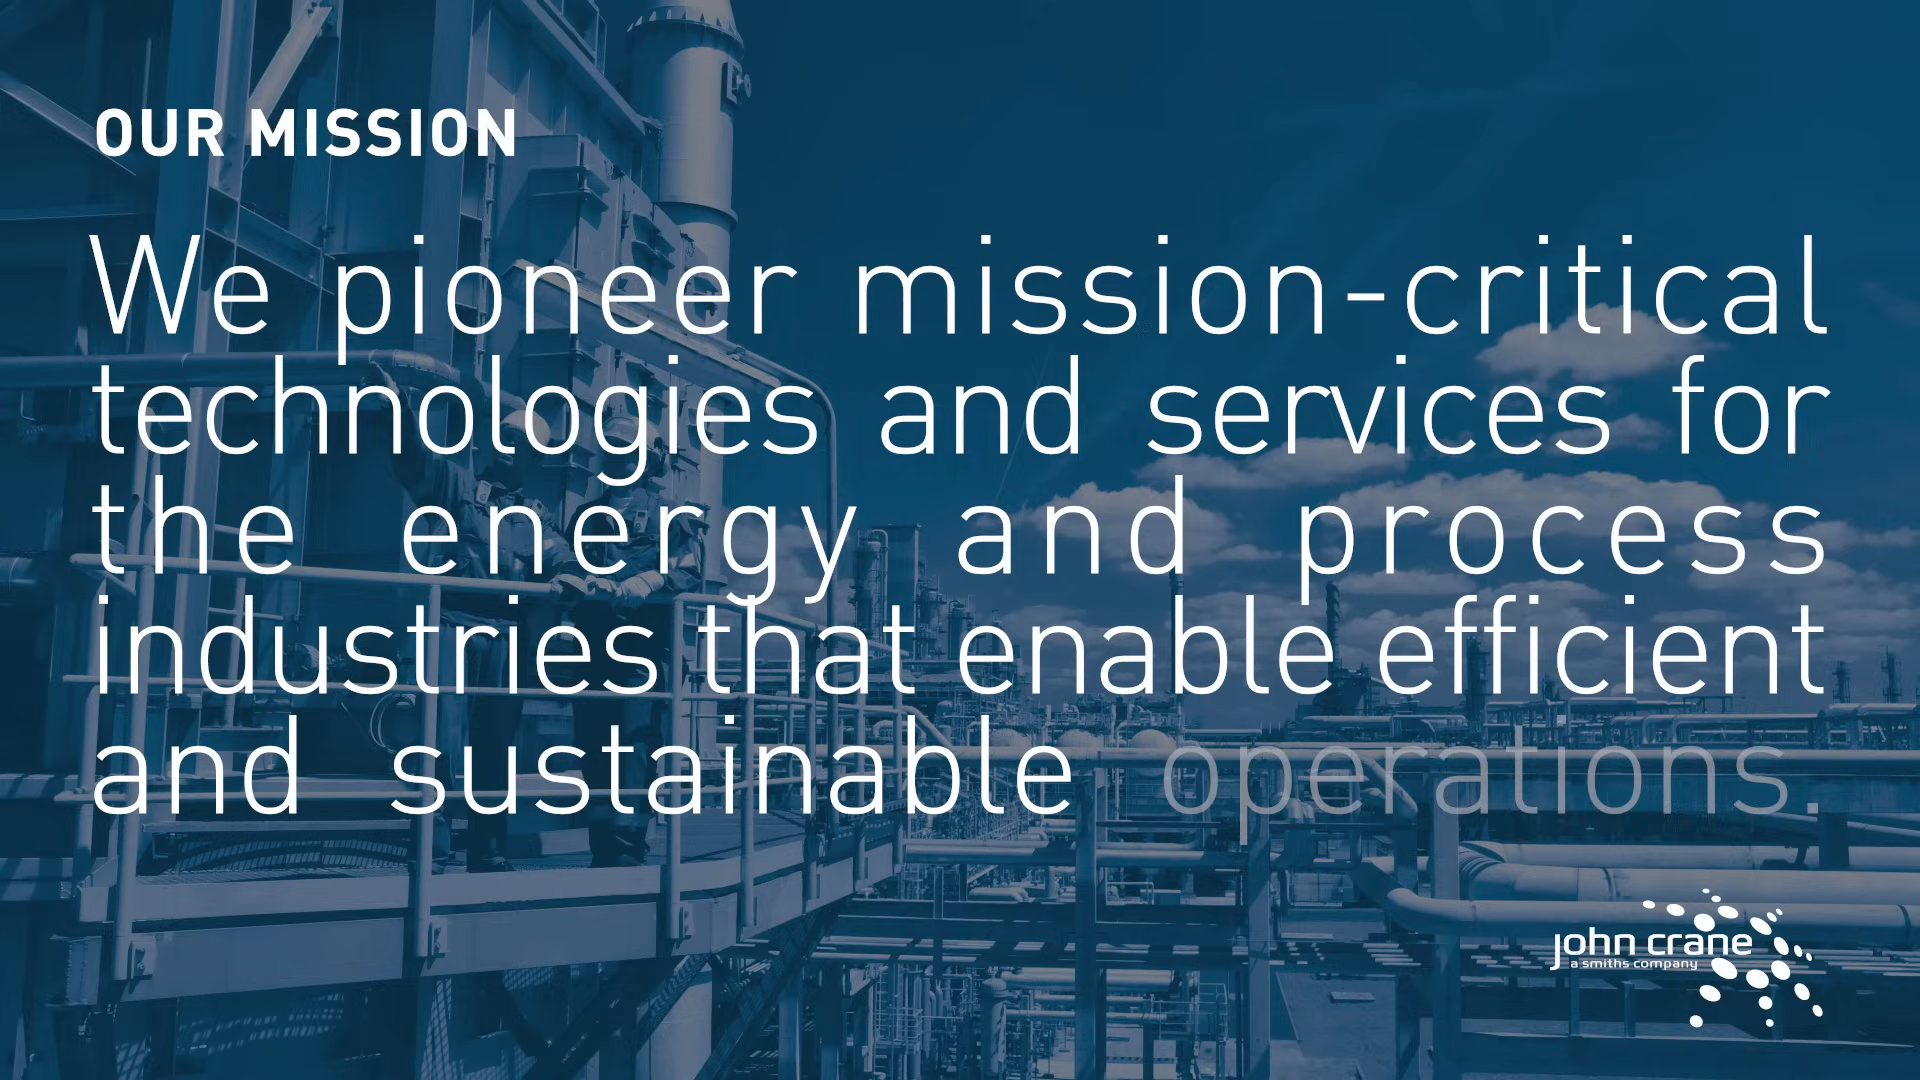 OUR MISSION
We pioneer mission-critical
technologies and services for
the energy and process
industries that enable efficient
and sustainable operations.
john crane
a smiths company